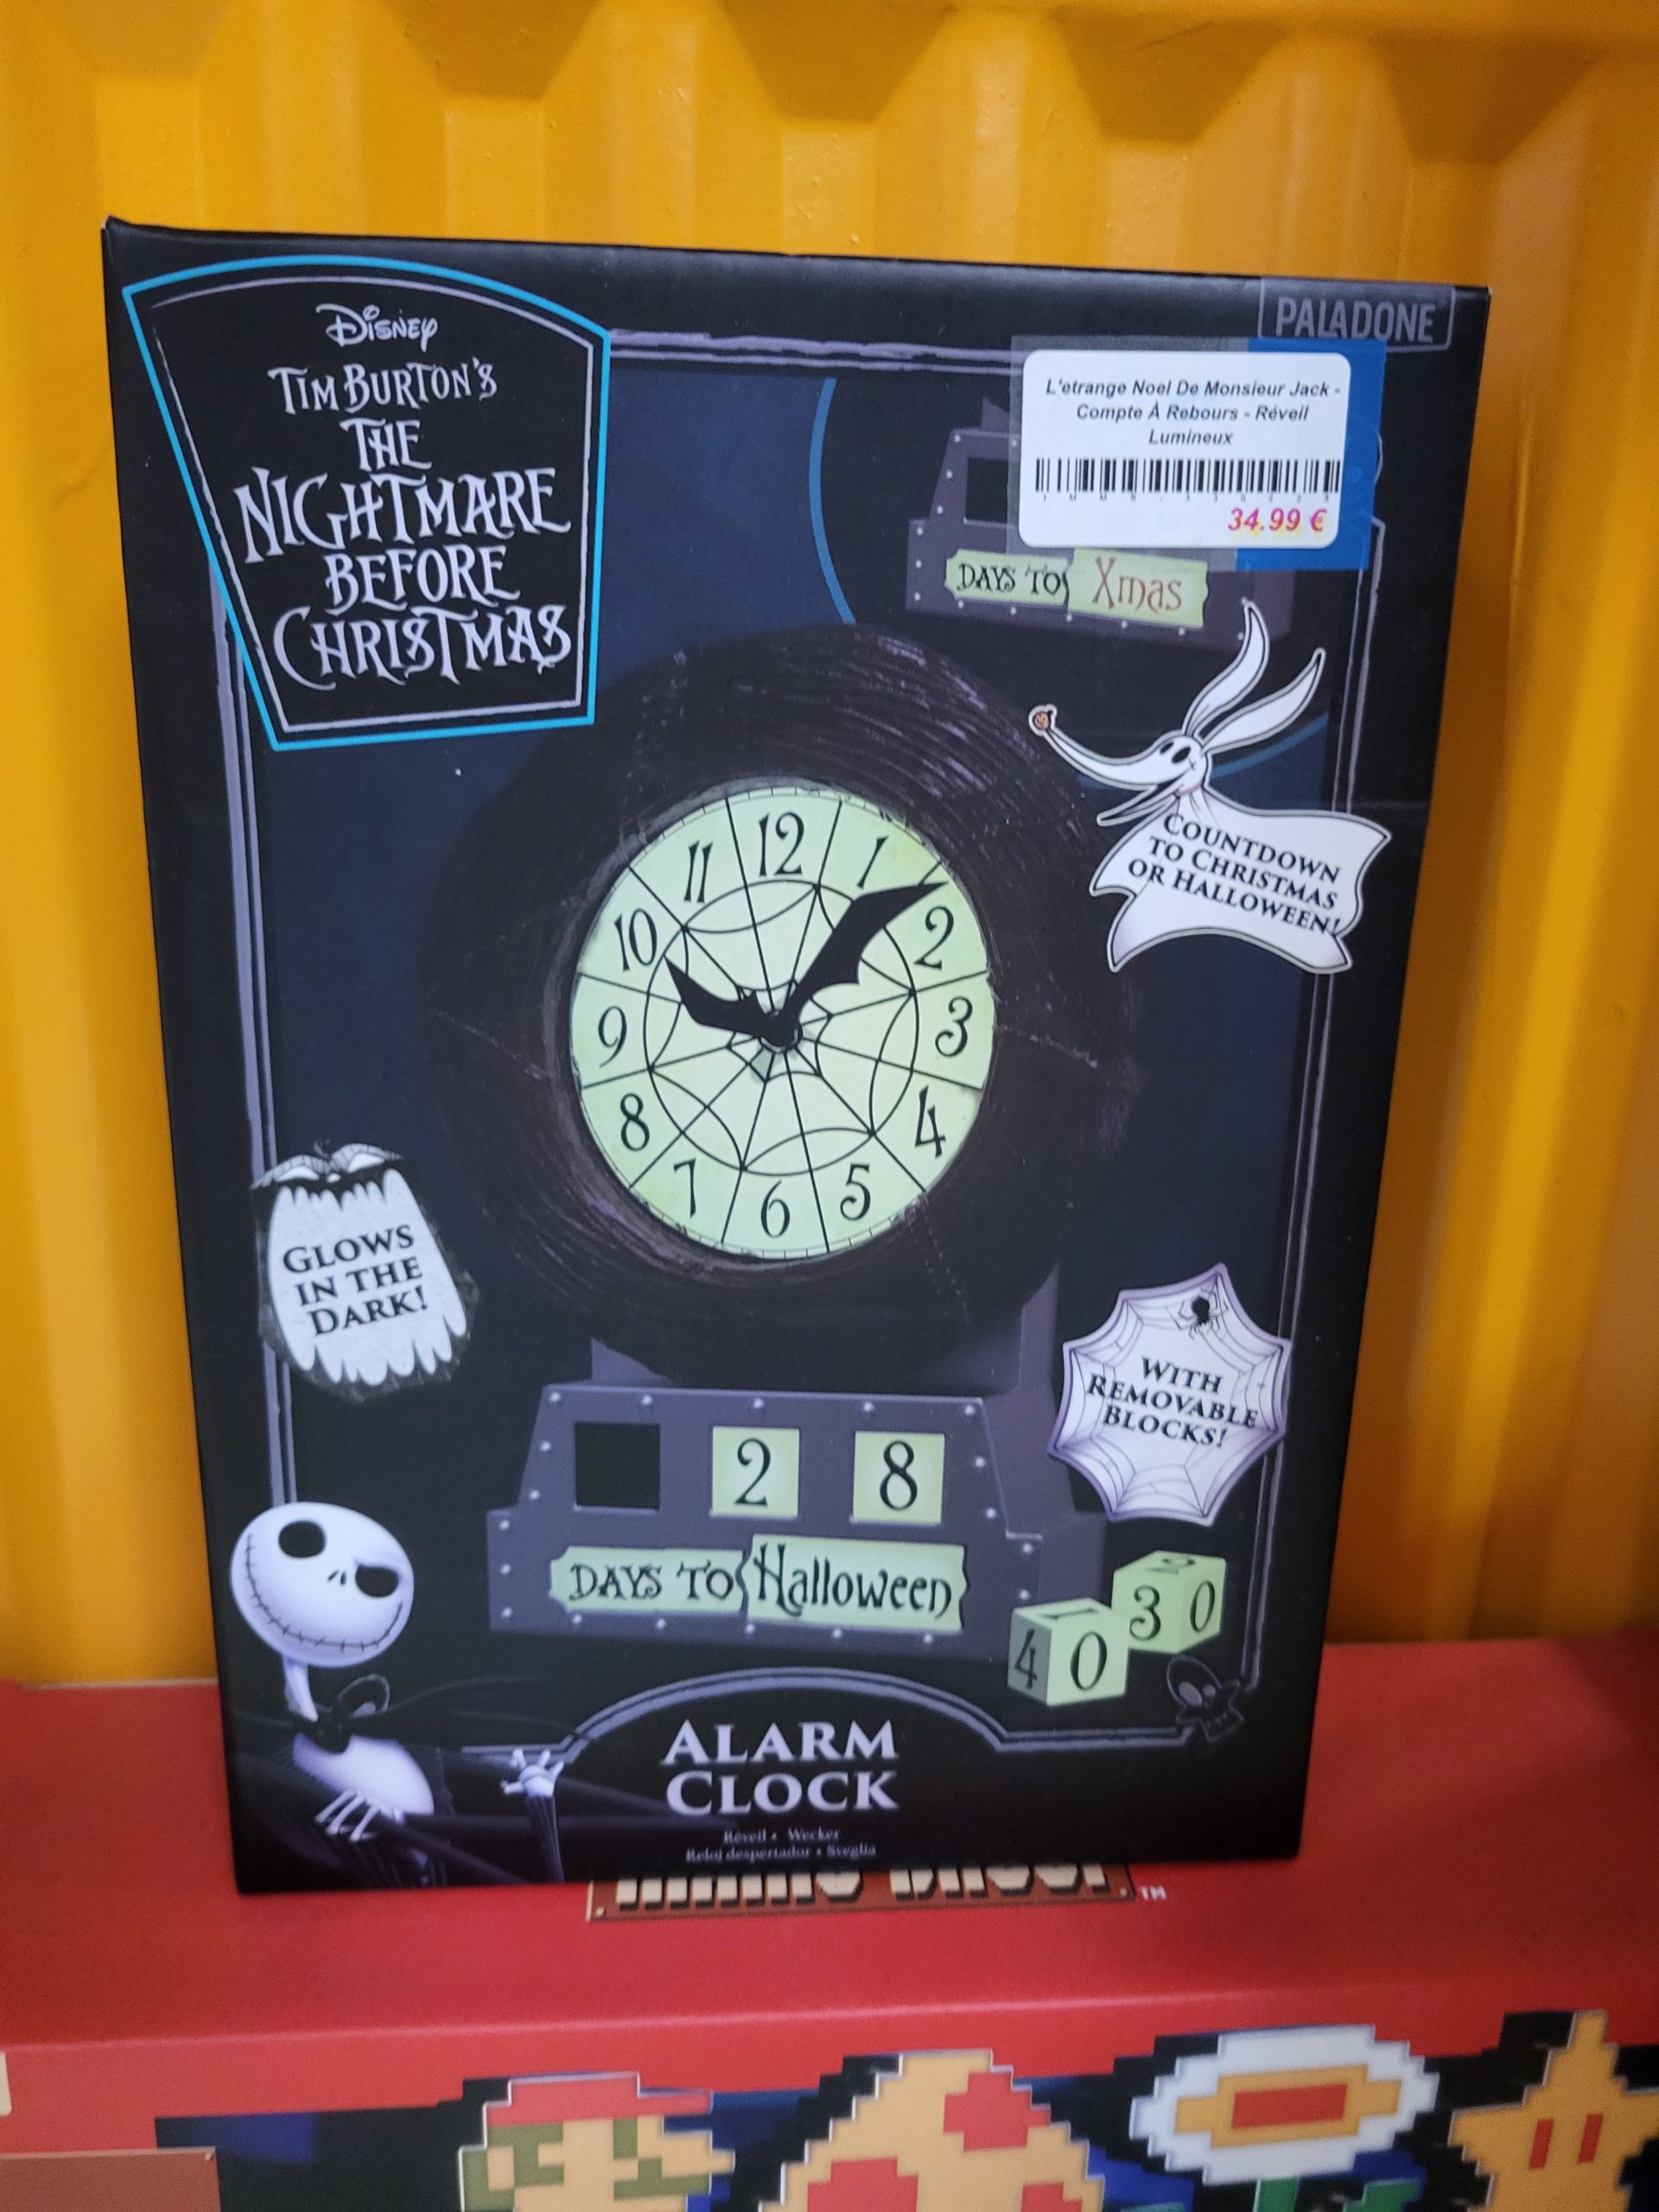 PALADONE
Disney
TIM BURTON'S
THE
NIGHTMARE
BEFORE
CHRISTMAS
L'etrange Noel De Monsieur Jack -
Compte À Rebours - Réveil
Lumineux
34.99 €
DAYS TO Xmas
COUNTDOWN
TO CHRISTMAS
OR HALLOWEEN!
12
11 1
10 2
9 3
8 4
7 5
6
GLOWS
IN THE
DARK!
WITH
REMOVABLE
BLOCKS!
2 8
DAYS TO Halloween
2
3 0
1
4 0
ALARM
CLOCK
Réveil • Wecker
Reloj despertador • Sveglia
TM